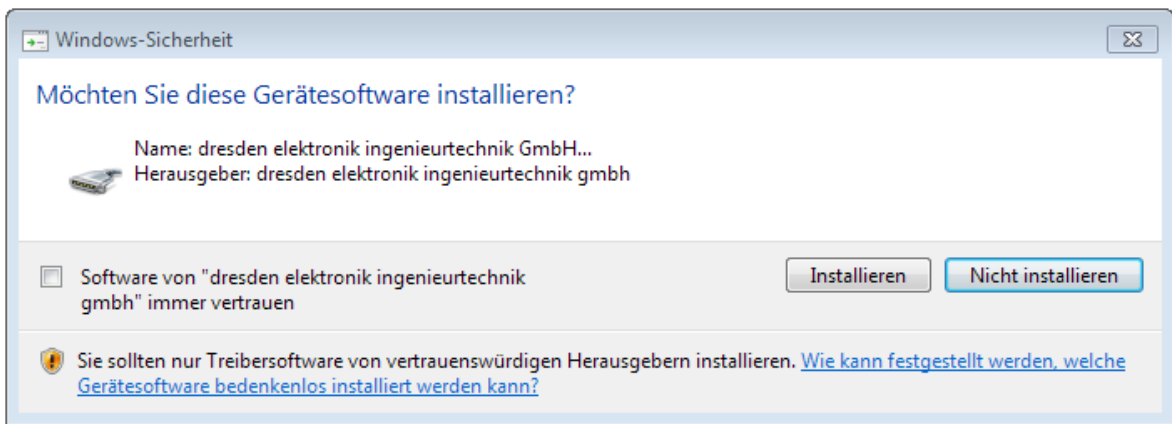 Windows-Sicherheit
Möchten Sie diese Gerätesoftware installieren?
Name: dresden elektronik ingenieurtechnik GmbH...
Herausgeber: dresden elektronik ingenieurtechnik gmbh
Software von "dresden elektronik ingenieurtechnik
gmbh" immer vertrauen
Installieren
Nicht installieren
Sie sollten nur Treibersoftware von vertrauenswürdigen Herausgebern installieren. Wie kann festgestellt werden, welche
Gerätesoftware bedenkenlos installiert werden kann?